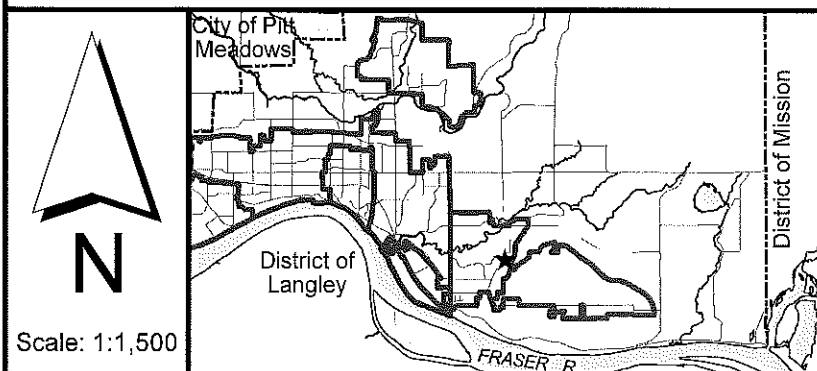 City of Pitt
Meadows
District of Mission
N
District of
Langley
Scale: 1:1,500
FRASER R.